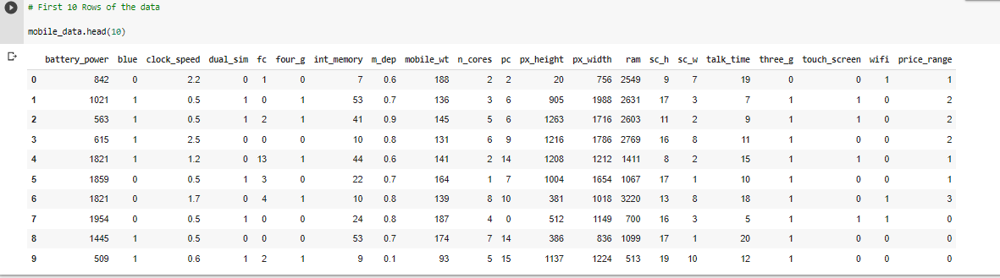 # First 10 Rows of the data
mobile_data.head(10)
battery_power blue clock_speed dual_sim fc four_g int_memory m_dep mobile_wt n_cores pc px_height px_width ram sc_h sc_w talk_time three_g touch_screen wifi price_range
0 842 0 2.2 0 1 0 7 0.6 188 2 2 20 756 2549 9 7 19 0 0 1 1
1 1021 1 0.5 1 0 1 53 0.7 136 3 6 905 1988 2631 17 3 7 1 1 0 2
2 563 1 0.5 1 2 1 41 0.9 145 5 6 1263 1716 2603 11 2 9 1 1 0 2
3 615 1 2.5 0 0 0 10 0.8 131 6 9 1216 1786 2769 16 8 11 1 0 0 2
4 1821 1 1.2 0 13 1 44 0.6 141 2 14 1208 1212 1411 8 2 15 1 1 0 1
5 1859 0 0.5 1 3 0 22 0.7 164 1 7 1004 1654 1067 17 1 10 1 0 0 1
6 1821 0 1.7 0 4 1 10 0.8 139 8 10 381 1018 3220 13 8 18 1 0 1 3
7 1954 0 0.5 1 0 0 24 0.8 187 4 0 512 1149 700 16 3 5 1 1 1 0
8 1445 1 0.5 0 0 0 53 0.7 174 7 14 386 836 1099 17 1 20 1 0 0 0
9 509 1 0.6 1 2 1 9 0.1 93 5 15 1137 1224 513 19 10 12 1 0 0 0